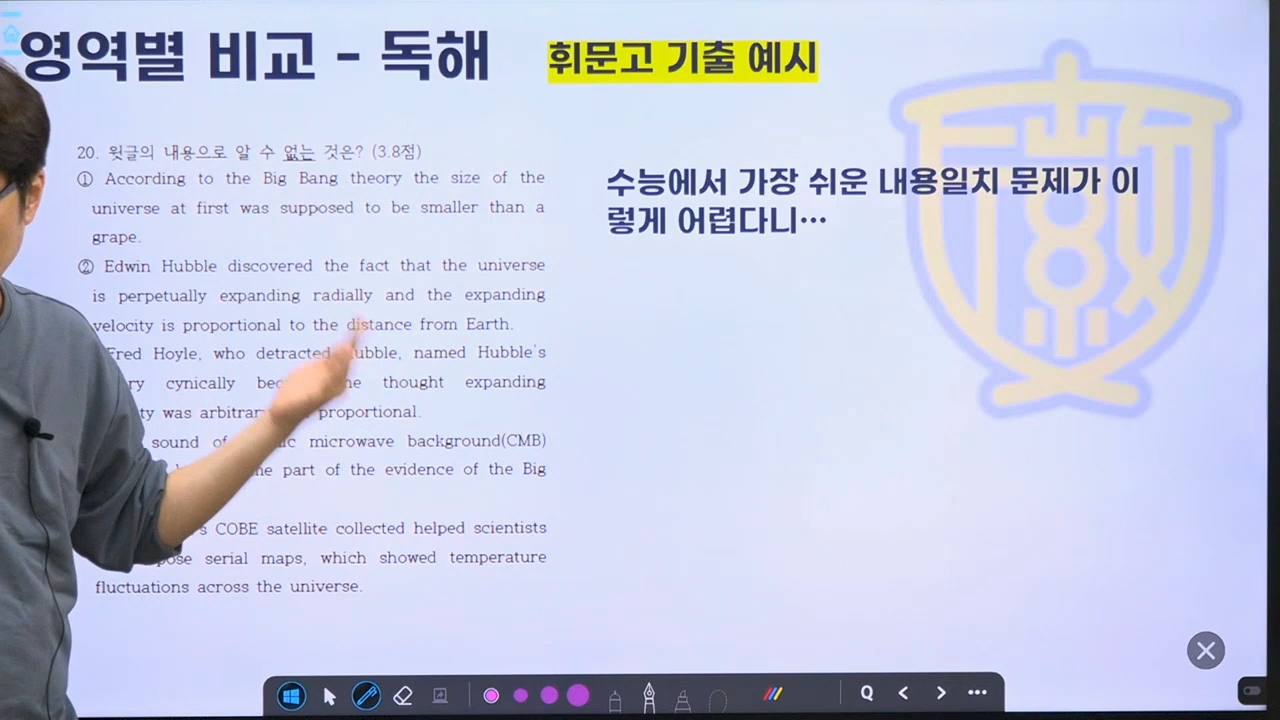 영역별 비교 - 독해
휘문고 기출 예시
20. 윗글의 내용으로 알 수 없는 것은? (3.8점)
① According to the Big Bang theory the size of the
universe at first was supposed to be smaller than a
grape.
② Edwin Hubble discovered the fact that the universe
is perpetually expanding radially and the expanding
velocity is proportional to the distance from Earth.
Fred Hoyle, who detracted Hubble, named Hubble's
cynically thought expanding
was proportional.
sound of microwave background(CMB)
part of the evidence of the Big
COBE satellite collected helped scientists
serial maps, which showed temperature
fluctuations across the universe.
수능에서 가장 쉬운 내용일치 문제가 이
렇게 어렵다니…